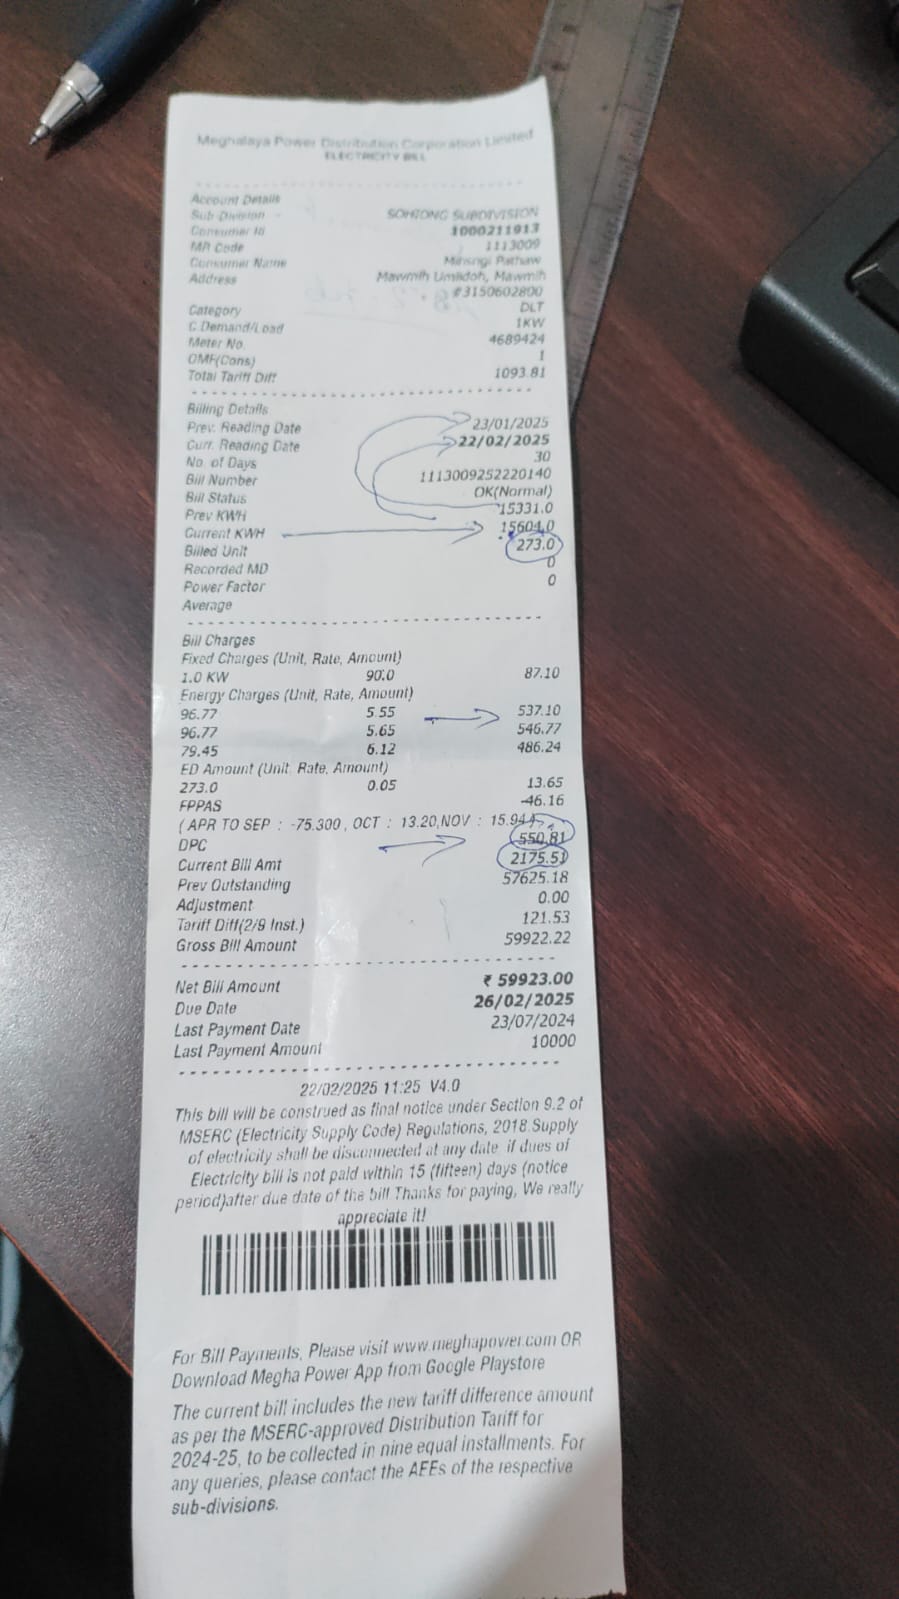 Meghalaya Power Distribution Corporation Limited
ELECTRICITY BILL
Account Details
Sub-Division - SOHIONG SUBDIVISION
Consumer Id 1000211913
MR Code 1113009
Consumer Name Minsngi Pathaw
Address Mawmih Umlidoh, Mawmih
#3150602800
Category DLT
C.Demand/Load 1KW
Meter No. 4689424
OMF(Cons) 1
Total Tariff Diff 1093.81
Billing Details
Prev. Reading Date 23/01/2025
Curr. Reading Date 22/02/2025
No. of Days 30
Bill Number 1113009252220140
Bill Status OK(Normal)
Prev KWH 15331.0
Current KWH 15604.0
Billed Unit 273.0
Recorded MD 0
Power Factor 0
Average
Bill Charges
Fixed Charges (Unit, Rate, Amount)
1.0 KW 90.0 87.10
Energy Charges (Unit, Rate, Amount)
96.77 5.55 537.10
96.77 5.65 546.77
79.45 6.12 486.24
ED Amount (Unit, Rate, Amount)
273.0 0.05 13.65
FPPAS -46.16
( APR TO SEP : -75.300 , OCT : 13.20,NOV : 15.944
DPC 550.81
Current Bill Amt 2175.51
Prev Outstanding 57625.18
Adjustment 0.00
Tariff Diff(2/9 Inst.) 121.53
Gross Bill Amount 59922.22
Net Bill Amount ₹ 59923.00
Due Date 26/02/2025
Last Payment Date 23/07/2024
Last Payment Amount 10000
22/02/2025 11:25 V4.0
This bill will be construed as final notice under Section 9.2 of
MSERC (Electricity Supply Code) Regulations, 2018.Supply
of electricity shall be disconnected at any date, if dues of
Electricity bill is not paid within 15 (fifteen) days (notice
period)after due date of the bill Thanks for paying, We really
appreciate it!
For Bill Payments, Please visit www.meghapower.com OR
Download Megha Power App from Google Playstore
The current bill includes the new tariff difference amount
as per the MSERC-approved Distribution Tariff for
2024-25, to be collected in nine equal installments. For
any queries, please contact the AEEs of the respective
sub-divisions.